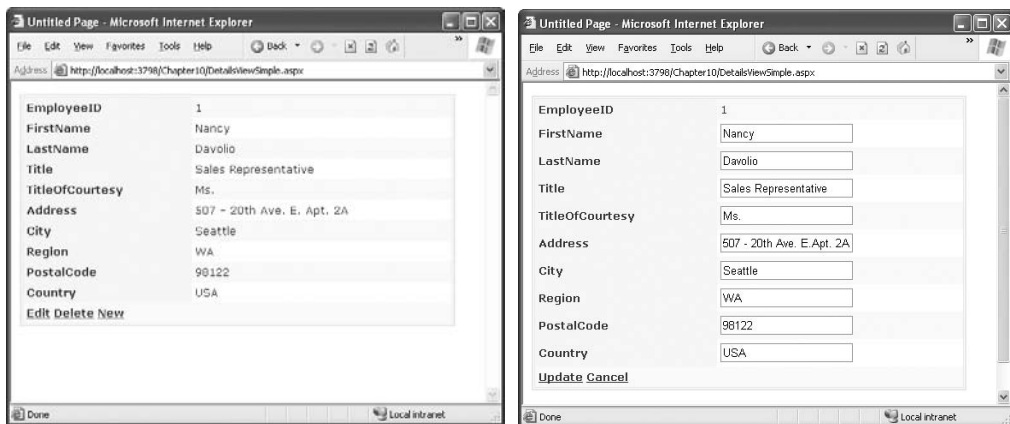 Untitled Page - Microsoft Internet Explorer
File Edit View Favorites Tools Help Back
Address http://localhost:3798/Chapter10/DetailsViewSimple.aspx
EmployeeID 1
FirstName Nancy
LastName Davolio
Title Sales Representative
TitleOfCourtesy Ms.
Address 507 - 20th Ave. E. Apt. 2A
City Seattle
Region WA
PostalCode 98122
Country USA
Edit Delete New
Done Local intranet
Untitled Page - Microsoft Internet Explorer
File Edit View Favorites Tools Help Back
Address http://localhost:3798/Chapter10/DetailsViewSimple.aspx
EmployeeID 1
FirstName Nancy
LastName Davolio
Title Sales Representative
TitleOfCourtesy Ms.
Address 507 - 20th Ave. E.Apt. 2A
City Seattle
Region WA
PostalCode 98122
Country USA
Update Cancel
Done Local intranet